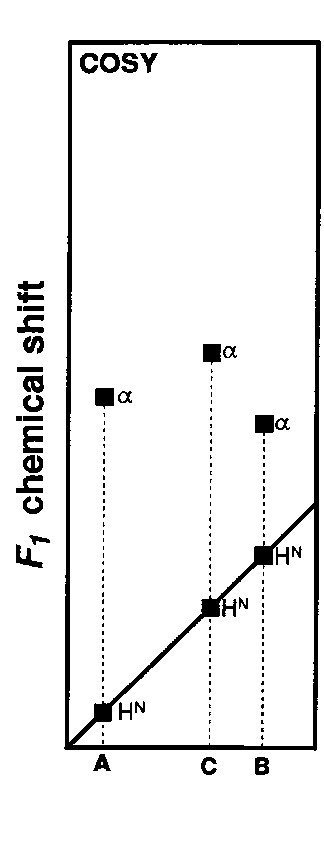 COSY
F1 chemical shift
α
α
α
Hᴺ
Hᴺ
Hᴺ
A C B